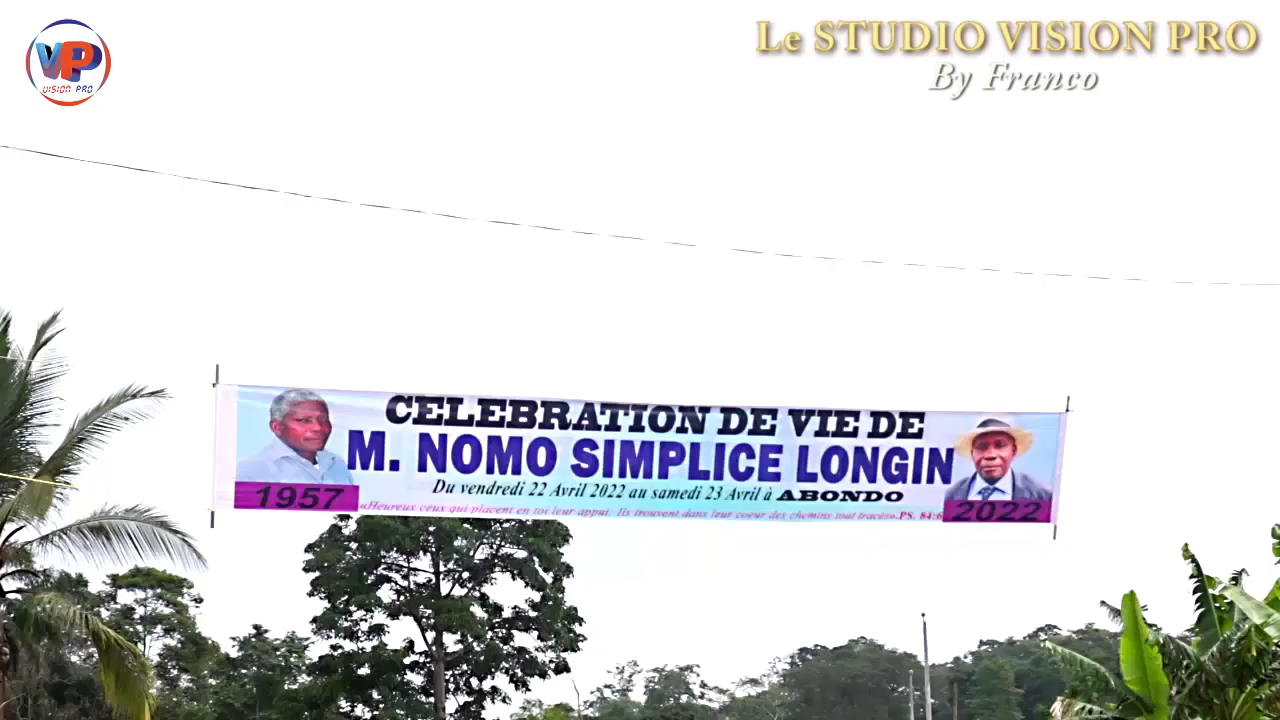 VP
VISION PRO
Le STUDIO VISION PRO
By Franco
CELEBRATION DE VIE DE
M. NOMO SIMPLICE LONGIN
Du vendredi 22 Avril 2022 au samedi 23 Avril à ABONDO
1957
«Heureux ceux qui placent en toi leur appui. Ils trouvent dans leur coeur des chemins tout tracés».PS. 84:6
2022